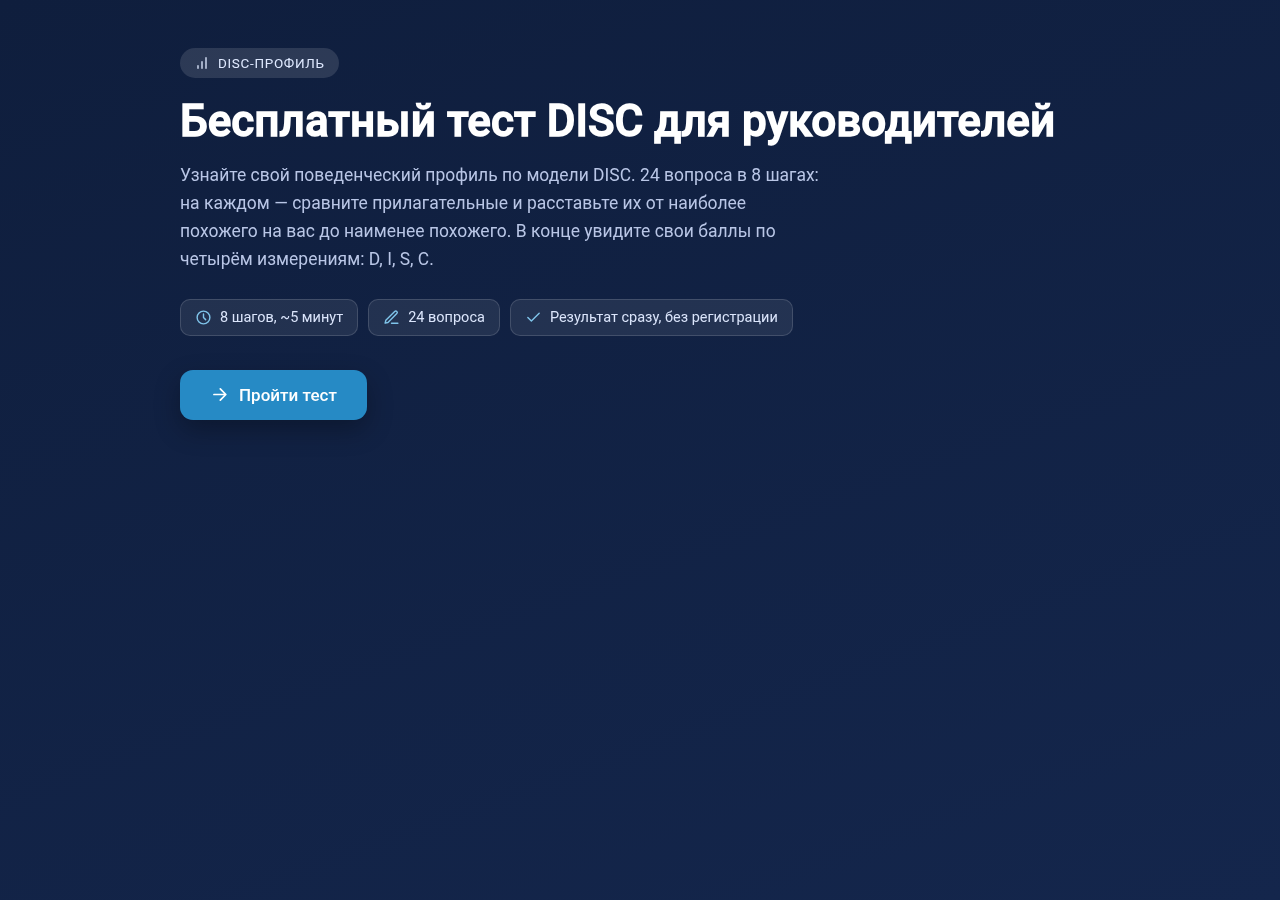 DISC-ПРОФИЛЬ
Бесплатный тест DISC для руководителей
Узнайте свой поведенческий профиль по модели DISC. 24 вопроса в 8 шагах:
на каждом — сравните прилагательные и расставьте их от наиболее
похожего на вас до наименее похожего. В конце увидите свои баллы по
четырём измерениям: D, I, S, C.
8 шагов, ~5 минут
24 вопроса
Результат сразу, без регистрации
Пройти тест